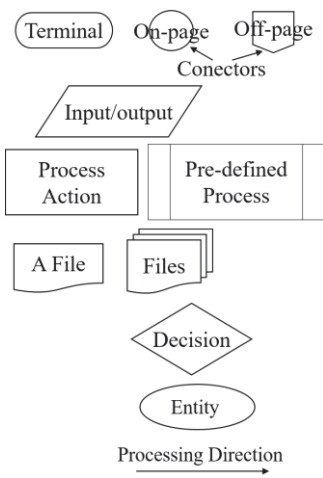 Terminal
On-page
Off-page
Conectors
Input/output
Process
Action
Pre-defined
Process
A File
Files
Decision
Entity
Processing Direction